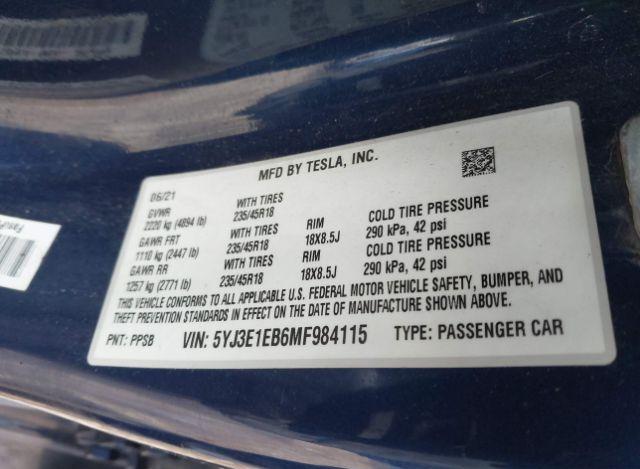 MFD BY TESLA, INC.
06/21
GVWR WITH TIRES
2220 kg (4894 lb) 235/45R18
GAWR FRT WITH TIRES RIM COLD TIRE PRESSURE
1110 kg (2447 lb) 235/45R18 18X8.5J 290 kPa, 42 psi
GAWR RR WITH TIRES RIM COLD TIRE PRESSURE
1257 kg (2771 lb) 235/45R18 18X8.5J 290 kPa, 42 psi
THIS VEHICLE CONFORMS TO ALL APPLICABLE U.S. FEDERAL MOTOR VEHICLE SAFETY, BUMPER, AND
THEFT PREVENTION STANDARDS IN EFFECT ON THE DATE OF MANUFACTURE SHOWN ABOVE.
PNT: PPSB VIN: 5YJ3E1EB6MF984115 TYPE: PASSENGER CAR